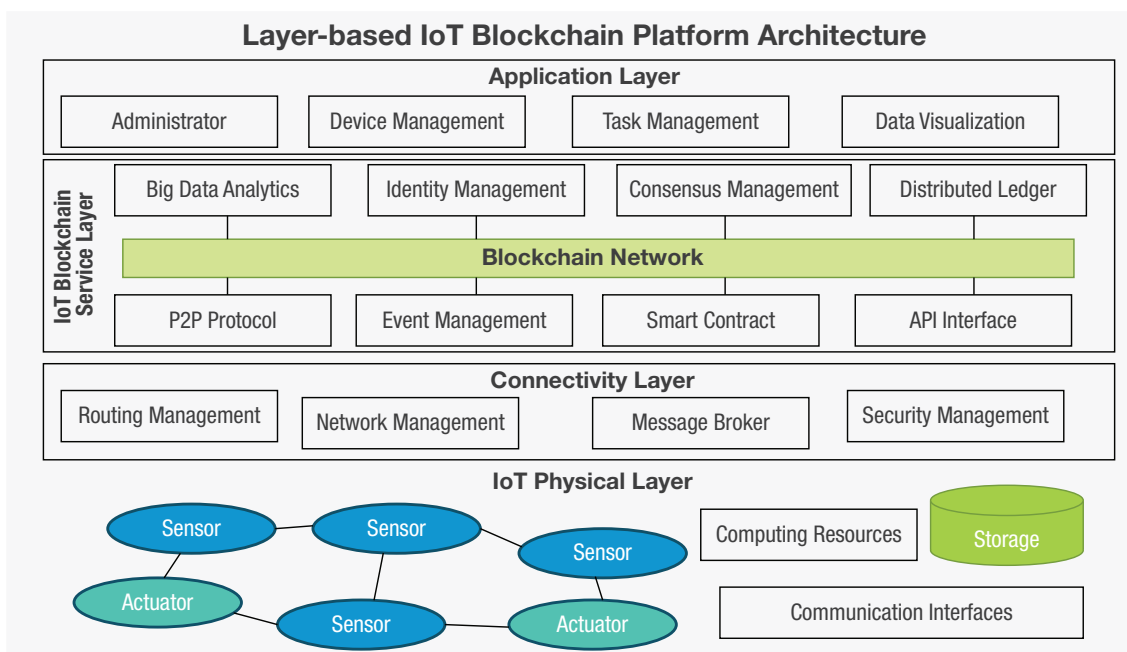 Layer-based IoT Blockchain Platform Architecture
Application Layer
Administrator
Device Management
Task Management
Data Visualization
IoT Blockchain
Service Layer
Big Data Analytics
Identity Management
Consensus Management
Distributed Ledger
Blockchain Network
P2P Protocol
Event Management
Smart Contract
API Interface
Connectivity Layer
Routing Management
Network Management
Message Broker
Security Management
IoT Physical Layer
Sensor
Sensor
Sensor
Actuator
Sensor
Actuator
Computing Resources
Storage
Communication Interfaces